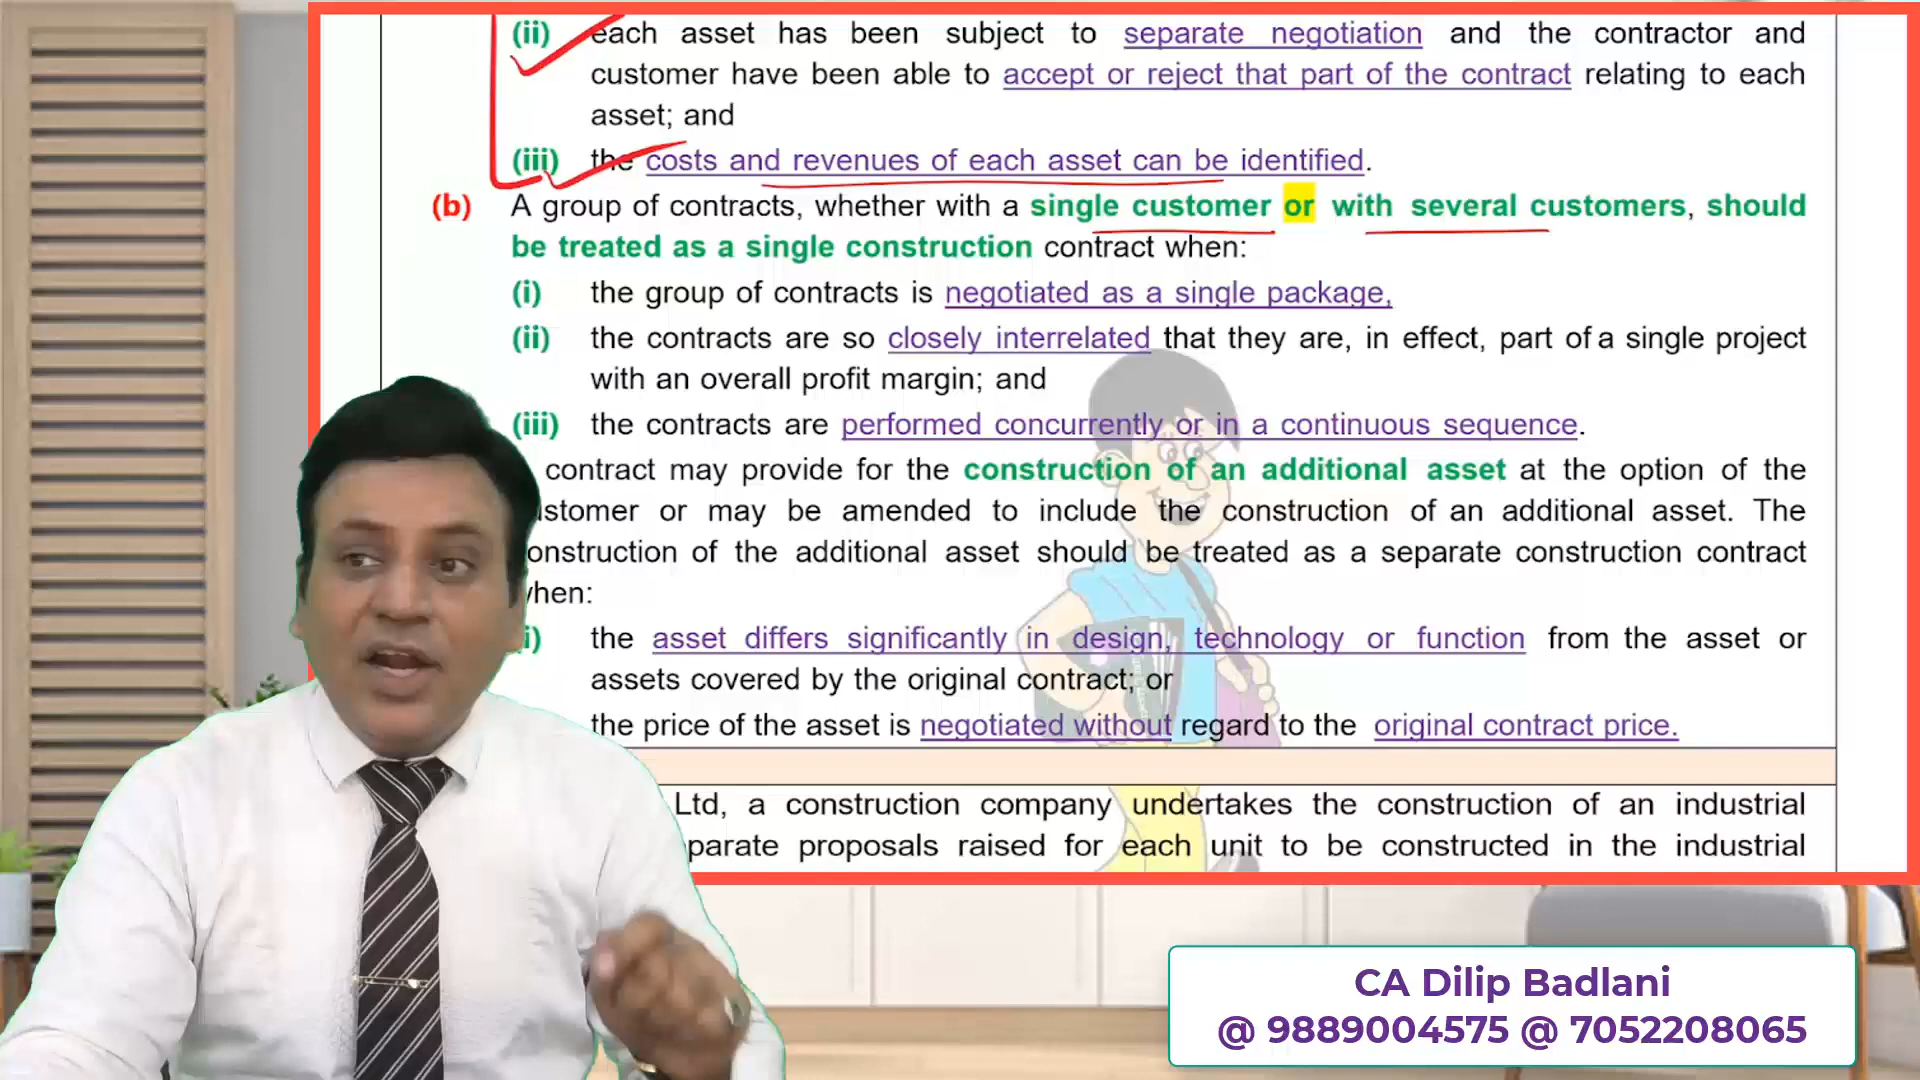 (ii) each asset has been subject to separate negotiation and the contractor and
customer have been able to accept or reject that part of the contract relating to each
asset; and
(iii) the costs and revenues of each asset can be identified.
(b) A group of contracts, whether with a single customer or with several customers, should
be treated as a single construction contract when:
(i) the group of contracts is negotiated as a single package,
(ii) the contracts are so closely interrelated that they are, in effect, part of a single project
with an overall profit margin; and
(iii) the contracts are performed concurrently or in a continuous sequence.
contract may provide for the construction of an additional asset at the option of the
or may be amended to include the construction of an additional asset. The
of the additional asset should be treated as a separate construction contract
the asset differs significantly in design, technology or function from the asset or
assets covered by the original contract; or
the price of the asset is negotiated without regard to the original contract price.
Ltd, a construction company undertakes the construction of an industrial
proposals raised for each unit to be constructed in the industrial
CA Dilip Badlani
@ 9889004575 @ 7052208065